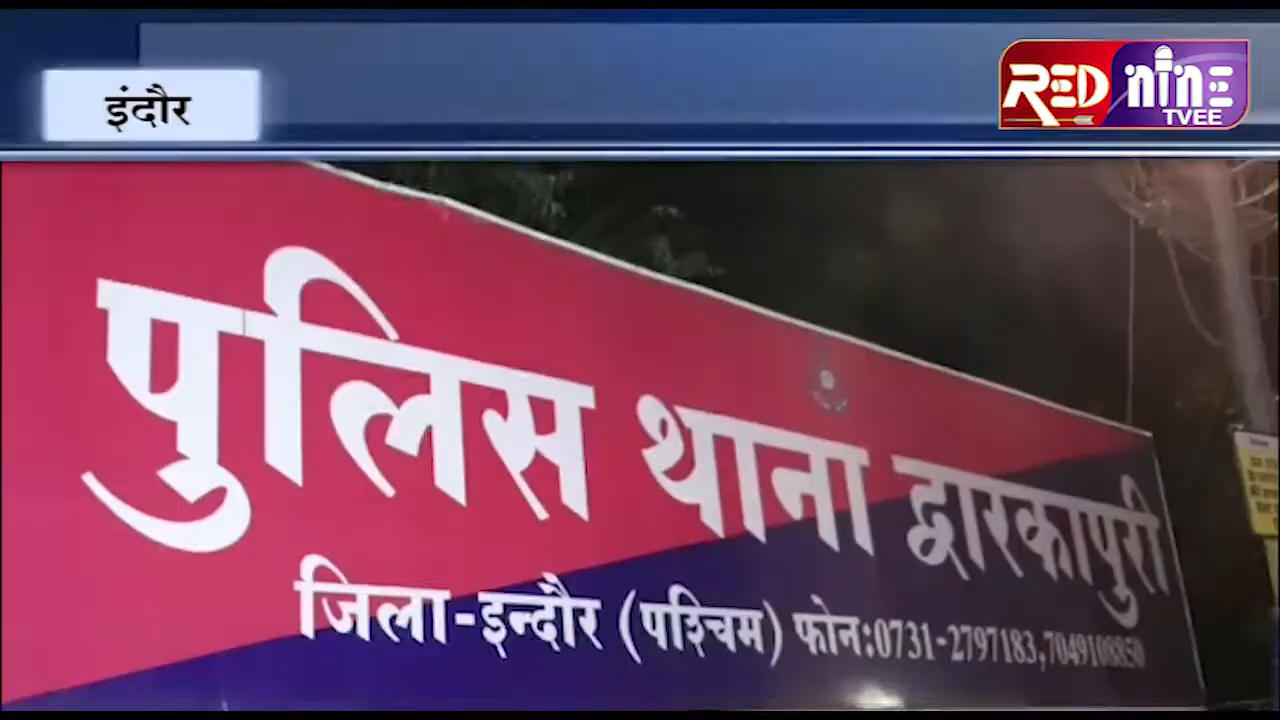 इंदौर
RED NINE
TVEE
पुलिस थाना द्वारकापुरी
जिला-इन्दौर (पश्चिम) फोन:0731-2797183,7049108850